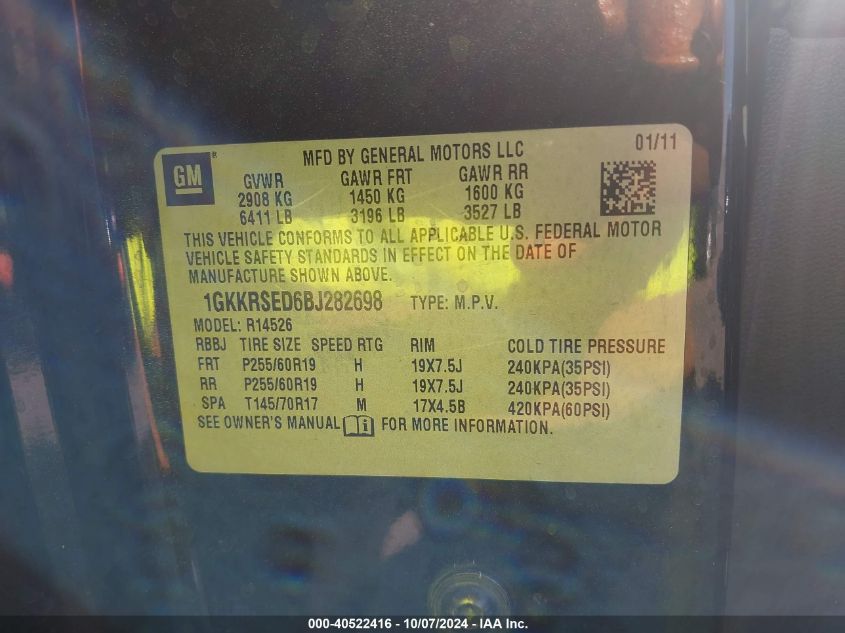 GM ® MFD BY GENERAL MOTORS LLC 01/11
GVWR GAWR FRT GAWR RR
2908 KG 1450 KG 1600 KG
6411 LB 3196 LB 3527 LB
THIS VEHICLE CONFORMS TO ALL APPLICABLE U.S. FEDERAL MOTOR
VEHICLE SAFETY STANDARDS IN EFFECT ON THE DATE OF
MANUFACTURE SHOWN ABOVE.
1GKKRSED6BJ282698 TYPE: M.P.V.
MODEL: R14526
RBBJ TIRE SIZE SPEED RTG RIM COLD TIRE PRESSURE
FRT P255/60R19 H 19X7.5J 240KPA(35PSI)
RR P255/60R19 H 19X7.5J 240KPA(35PSI)
SPA T145/70R17 M 17X4.5B 420KPA(60PSI)
SEE OWNER'S MANUAL i FOR MORE INFORMATION.
000-40522416 - 10/07/2024 - IAA Inc.